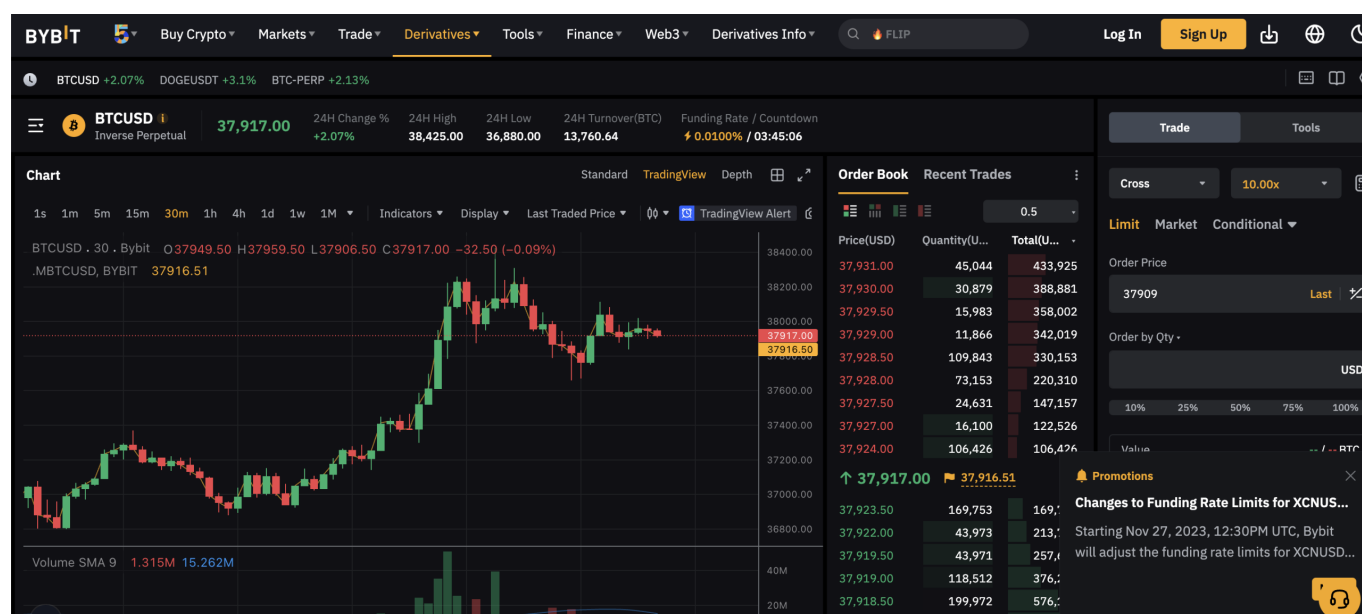 BYBIT 5 Buy Crypto Markets Trade Derivatives Tools Finance Web3 Derivatives Info FLIP Log In Sign Up
BTCUSD +2.07% DOGEUSDT +3.1% BTC-PERP +2.13%
BTCUSD
Inverse Perpetual
37,917.00
24H Change %
+2.07%
24H High
38,425.00
24H Low
36,880.00
24H Turnover(BTC)
13,760.64
Funding Rate / Countdown
0.0100% / 03:45:06
Chart Standard TradingView Depth
1s 1m 5m 15m 30m 1h 4h 1d 1w 1M Indicators Display Last Traded Price TradingView Alert
BTCUSD · 30 · Bybit O37949.50 H37959.50 L37906.50 C37917.00 −32.50 (−0.09%)
.MBTCUSD, BYBIT 37916.51
38400.00
38200.00
38000.00
37917.00
37916.50
37800.00
37600.00
37400.00
37200.00
37000.00
36800.00
Volume SMA 9 1.315M 15.262M
40M
20M
Order Book Recent Trades
0.5
Price(USD) Quantity(U... Total(U...
37,931.00 45,044 433,925
37,930.00 30,879 388,881
37,929.50 15,983 358,002
37,929.00 11,866 342,019
37,928.50 109,843 330,153
37,928.00 73,153 220,310
37,927.50 24,631 147,157
37,927.00 16,100 122,526
37,924.00 106,426 106,426
37,917.00 37,916.51
37,923.50 169,753 169,
37,922.00 43,973 213,
37,919.50 43,971 257,
37,919.00 118,512 376,
37,918.50 199,972 576,
Trade Tools
Cross 10.00x
Limit Market Conditional
Order Price
37909 Last
Order by Qty
USD
10% 25% 50% 75% 100%
Value -- / -- BTC
Promotions
Changes to Funding Rate Limits for XCNUS...
Starting Nov 27, 2023, 12:30PM UTC, Bybit
will adjust the funding rate limits for XCNUSD...